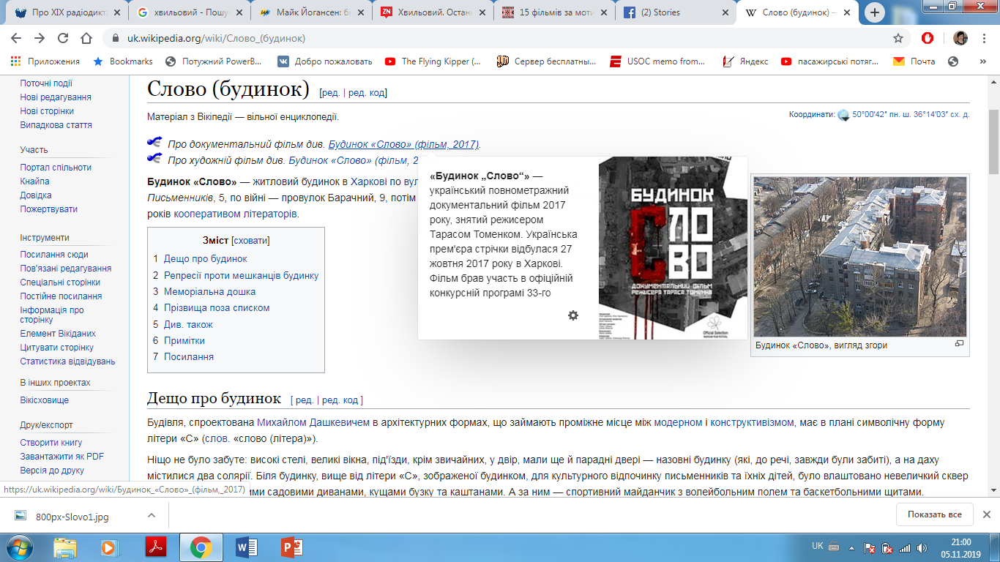 Про XIX радіодикт
хвильовий - Пошу
Майк Йогансен: б
Хвильовий. Остан
15 фільмів за моти
(2) Stories
Слово (будинок) –
uk.wikipedia.org/wiki/Слово_(будинок)
Приложения
Bookmarks
Потужний PowerB...
Добро пожаловать
The Flying Kipper (...
Сервер бесплатны...
USOC memo from...
Яндекс
пасажирські потяг...
Почта
»
Поточні події
Нові редагування
Нові сторінки
Випадкова стаття
Участь
Портал спільноти
Кнайпа
Довідка
Пожертвувати
Інструменти
Посилання сюди
Пов'язані редагування
Спеціальні сторінки
Постійне посилання
Інформація про
сторінку
Елемент Вікіданих
Цитувати сторінку
Статистика відвідувань
В інших проектах
Вікісховище
Друк/експорт
Створити книгу
Завантажити як PDF
Версія до друку
Слово (будинок) [ред. | ред. код]
Матеріал з Вікіпедії — вільної енциклопедії.
Координати: 50°00′42″ пн. ш. 36°14′03″ сх. д.
Про документальний фільм див. Будинок «Слово» (фільм, 2017).
Про художній фільм див. Будинок «Слово» (фільм, 2
Будинок «Слово» — житловий будинок в Харкові по вул
Письменників, 5, по війні — провулок Барачний, 9, потім
років кооперативом літераторів.
«Будинок „Слово“» —
український повнометражний
документальний фільм 2017
року, знятий режисером
Тарасом Томенком. Українська
прем'єра стрічки відбулася 27
жовтня 2017 року в Харкові.
Фільм брав участь в офіційній
конкурсній програмі 33-го
БУДИНОК
СЛО
ВО
ДОКУМЕНТАЛЬНИЙ ФІЛЬМ
РЕЖИСЕРА ТАРАСА ТОМЕНКА
Official Selection
Будинок «Слово», вигляд згори
Зміст [сховати]
1 Дещо про будинок
2 Репресії проти мешканців будинку
3 Меморіальна дошка
4 Прізвища поза списком
5 Див. також
6 Примітки
7 Посилання
Дещо про будинок [ ред. | ред. код ]
Будівля, спроектована Михайлом Дашкевичем в архітектурних формах, що займають проміжне місце між модерном і конструктивізмом, має в плані символічну форму
літери «С» (слов. «слово (літера)»).
Ніщо не було забуте: високі стелі, великі вікна, під'їзди, крім звичайних, у двір, мали ще й парадні двері — назовні будинку (які, до речі, завжди були забиті), а на даху
містилися два солярії. Біля будинку, вище від літери «С», зображеної будинком, для культурного відпочинку письменників та їхніх дітей, було влаштовано невеличкий сквер
ими садовими диванами, кущами бузку та каштанами. А за ним — спортивний майданчик з волейбольним полем та баскетбольними щитами.
https://uk.wikipedia.org/wiki/Будинок_«Слово»_(фільм,_2017)
800px-Slovo1.jpg
Показать все
UK
21:00
05.11.2019